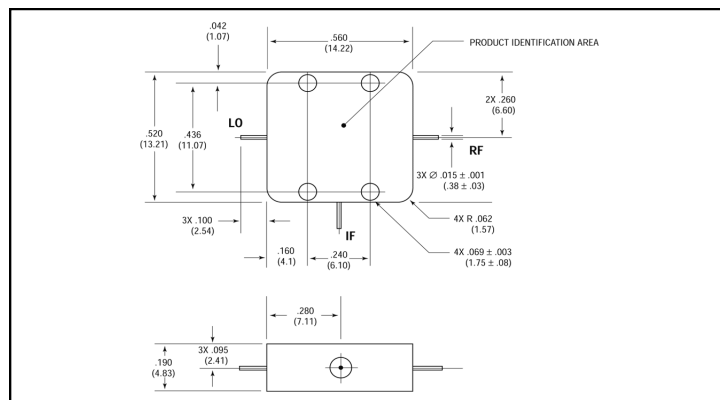 .042
(1.07)
.560
(14.22)
PRODUCT IDENTIFICATION AREA
2X .260
(6.60)
.520
(13.21)
.436
(11.07)
LO
RF
3X ∅ .015 ± .001
(.38 ± .03)
3X .100
(2.54)
IF
4X R .062
(1.57)
.160
(4.1)
.240
(6.10)
4X .069 ± .003
(1.75 ± .08)
.280
(7.11)
3X .095
(2.41)
.190
(4.83)